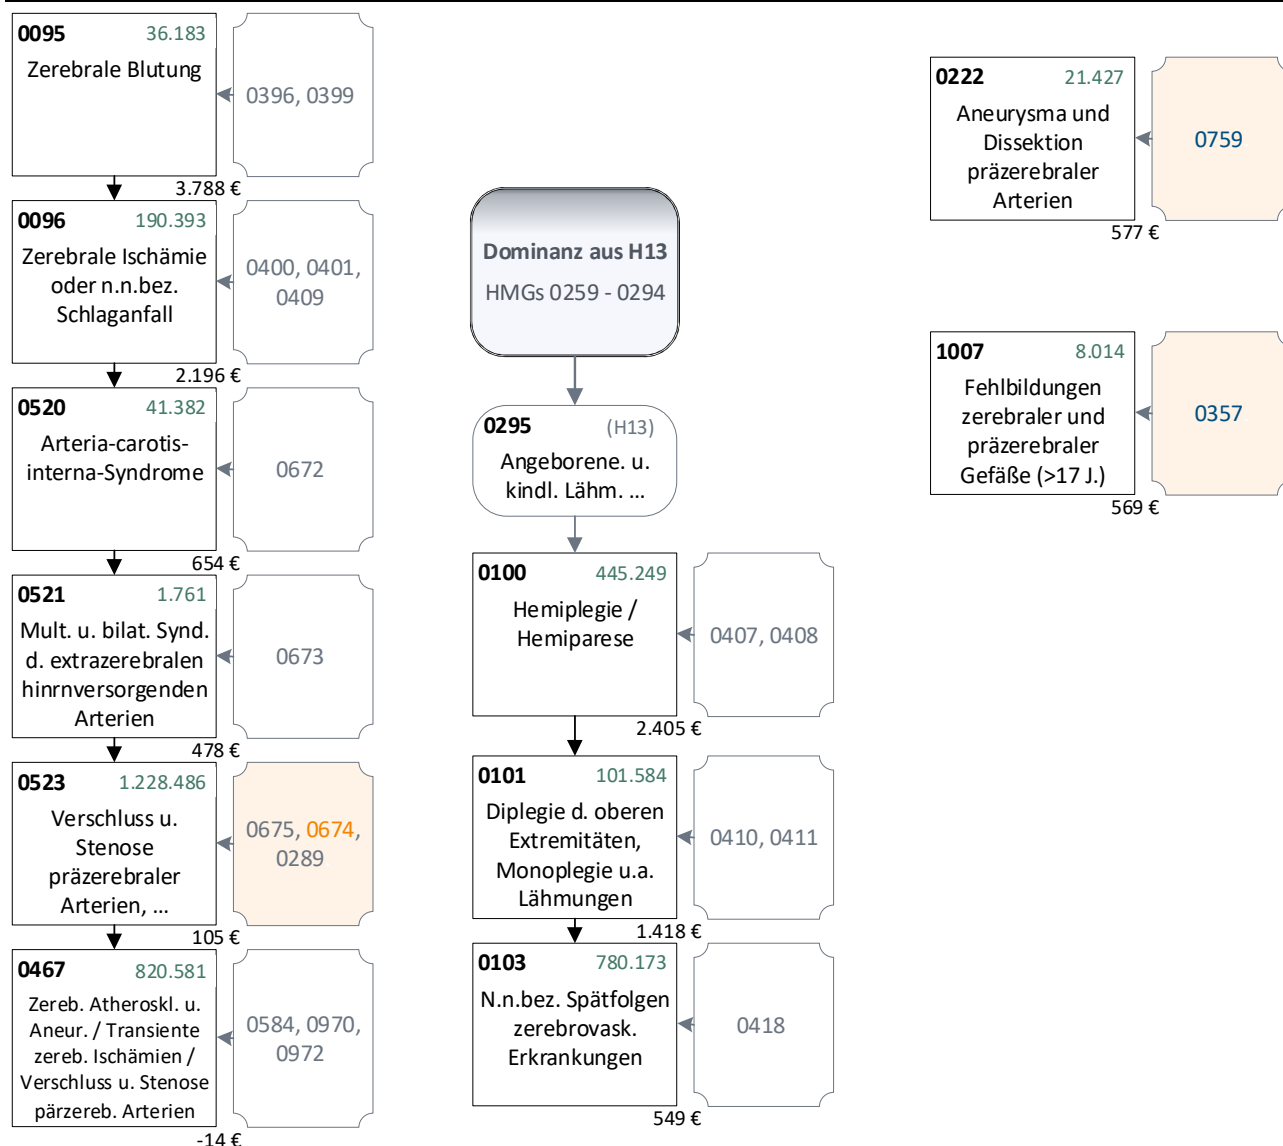 0095 36.183
Zerebrale Blutung
0396, 0399
3.788 €
0096 190.393
Zerebrale Ischämie
oder n.n.bez.
Schlaganfall
0400, 0401,
0409
2.196 €
0520 41.382
Arteria-carotis-
interna-Syndrome
0672
654 €
0521 1.761
Mult. u. bilat. Synd.
d. extrazerebralen
hinrnversorgenden
Arterien
0673
478 €
0523 1.228.486
Verschluss u.
Stenose
präzerebraler
Arterien, ...
0675, 0674,
0289
105 €
0467 820.581
Zereb. Atheroskl. u.
Aneur. / Transiente
zereb. Ischämien /
Verschluss u. Stenose
pärzereb. Arterien
0584, 0970,
0972
-14 €
Dominanz aus H13
HMGs 0259 - 0294
0295 (H13)
Angeborene. u.
kindl. Lähm. ...
0100 445.249
Hemiplegie /
Hemiparese
0407, 0408
2.405 €
0101 101.584
Diplegie d. oberen
Extremitäten,
Monoplegie u.a.
Lähmungen
0410, 0411
1.418 €
0103 780.173
N.n.bez. Spätfolgen
zerebrovask.
Erkrankungen
0418
549 €
0222 21.427
Aneurysma und
Dissektion
präzerebraler
Arterien
0759
577 €
1007 8.014
Fehlbildungen
zerebraler und
präzerebraler
Gefäße (>17 J.)
0357
569 €